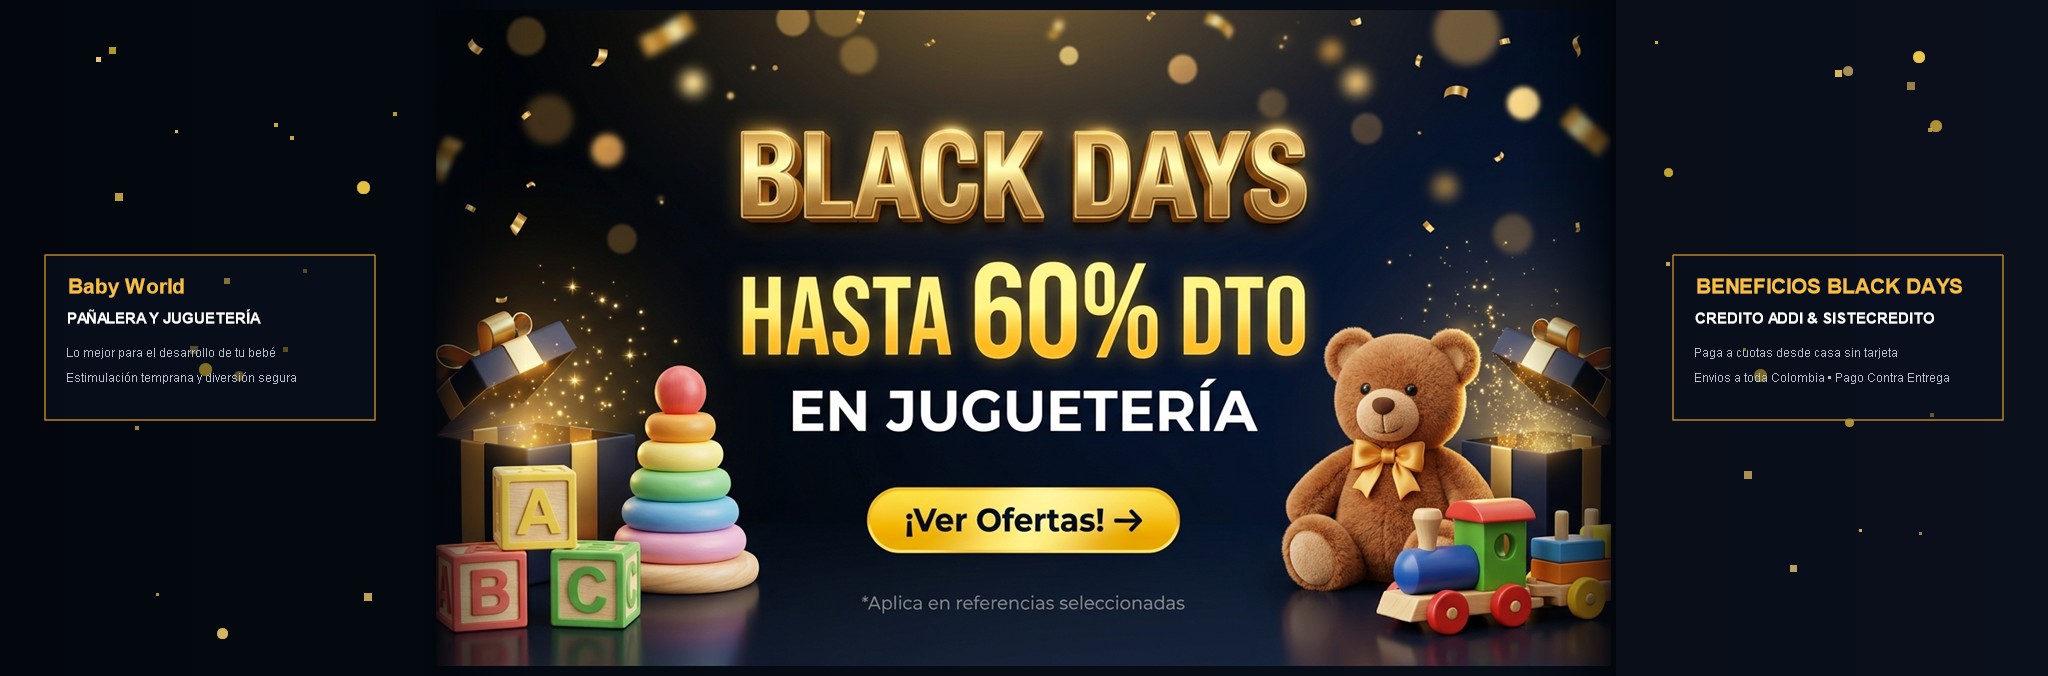 Baby World
PAÑALERA Y JUGUETERÍA
Lo mejor para el desarrollo de tu bebé
Estimulación temprana y diversión segura
BLACK DAYS
HASTA 60% DTO
EN JUGUETERÍA
¡Ver Ofertas! →
*Aplica en referencias seleccionadas
A
B
C
A
C
BENEFICIOS BLACK DAYS
CREDITO ADDI & SISTECREDITO
Paga a cuotas desde casa sin tarjeta
Envios a toda Colombia • Pago Contra Entrega